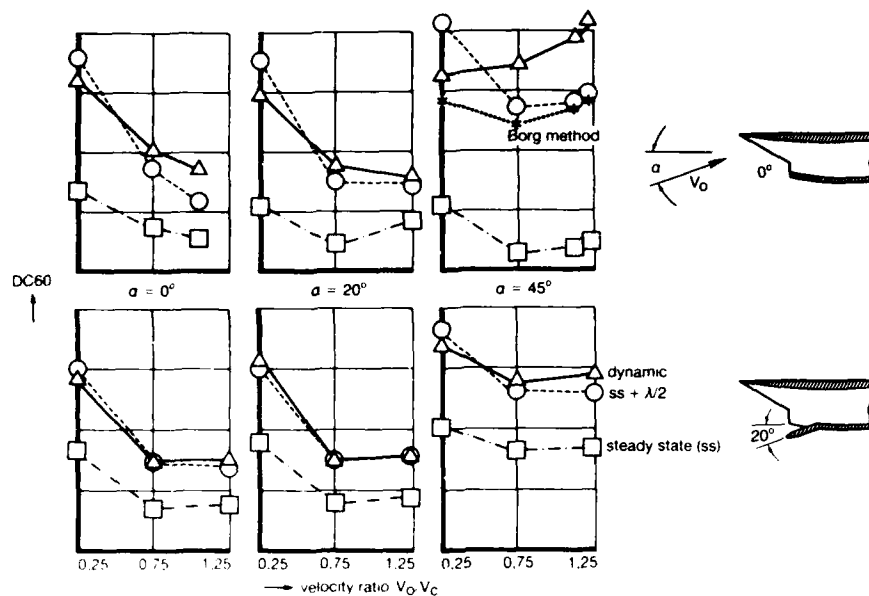 Borg method
α
V₀
0°
DC60
α = 0°
α = 20°
α = 45°
dynamic
ss + λ/2
steady state (ss)
20°
0,25 0,75 1,25 0,25 0,75 1,25 0,25 0,75 1,25
velocity ratio V₀.V_C